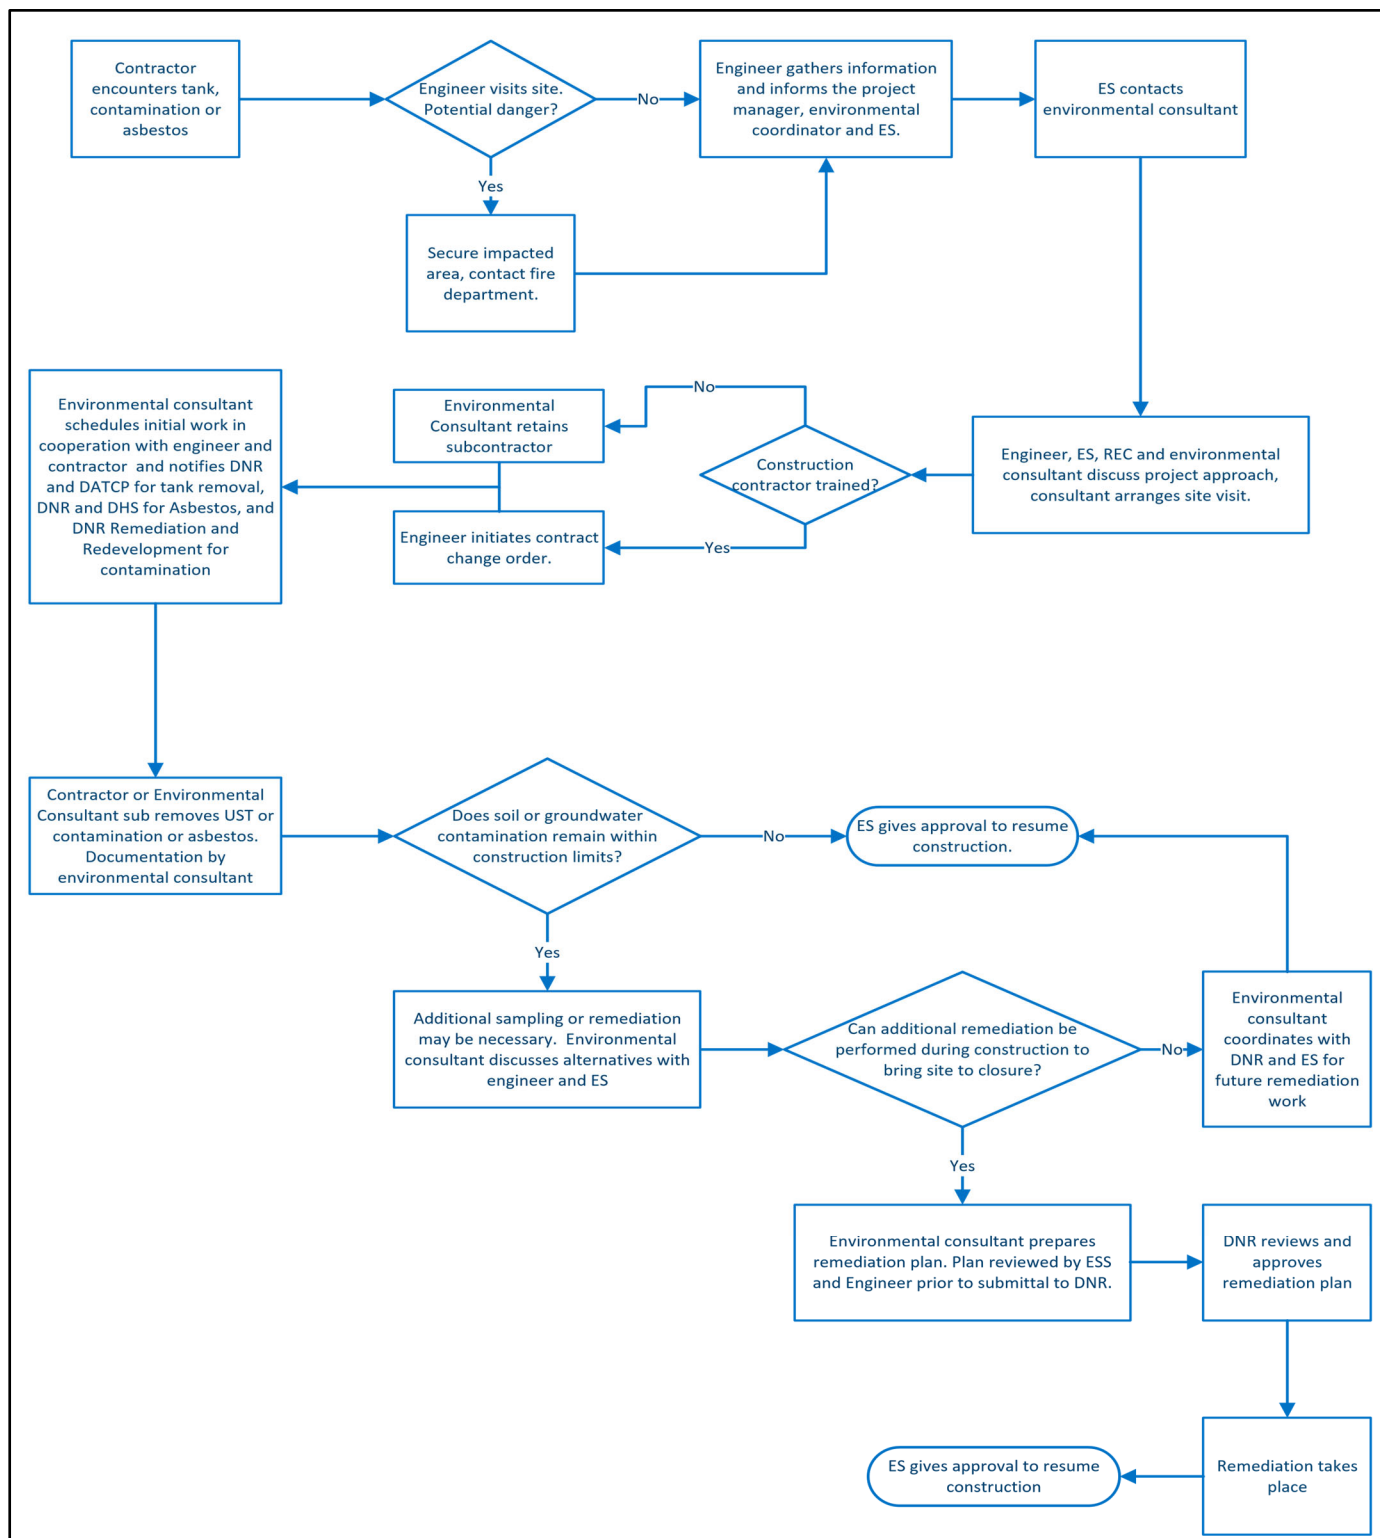 Contractor
encounters tank,
contamination or
asbestos
Engineer visits site.
Potential danger?
No
Engineer gathers information
and informs the project
manager, environmental
coordinator and ES.
ES contacts
environmental consultant
Yes
Secure impacted
area, contact fire
department.
Engineer, ES, REC and environmental
consultant discuss project approach,
consultant arranges site visit.
Construction
contractor trained?
No
Environmental
Consultant retains
subcontractor
Yes
Engineer initiates contract
change order.
Environmental consultant
schedules initial work in
cooperation with engineer and
contractor and notifies DNR
and DATCP for tank removal,
DNR and DHS for Asbestos, and
DNR Remediation and
Redevelopment for
contamination
Contractor or Environmental
Consultant sub removes UST or
contamination or asbestos.
Documentation by
environmental consultant
Does soil or groundwater
contamination remain within
construction limits?
No
ES gives approval to resume
construction.
Yes
Additional sampling or remediation
may be necessary. Environmental
consultant discusses alternatives with
engineer and ES
Can additional remediation be
performed during construction to
bring site to closure?
No
Environmental
consultant
coordinates with
DNR and ES for
future remediation
work
Yes
Environmental consultant prepares
remediation plan. Plan reviewed by ESS
and Engineer prior to submittal to DNR.
DNR reviews and
approves
remediation plan
Remediation takes
place
ES gives approval to resume
construction